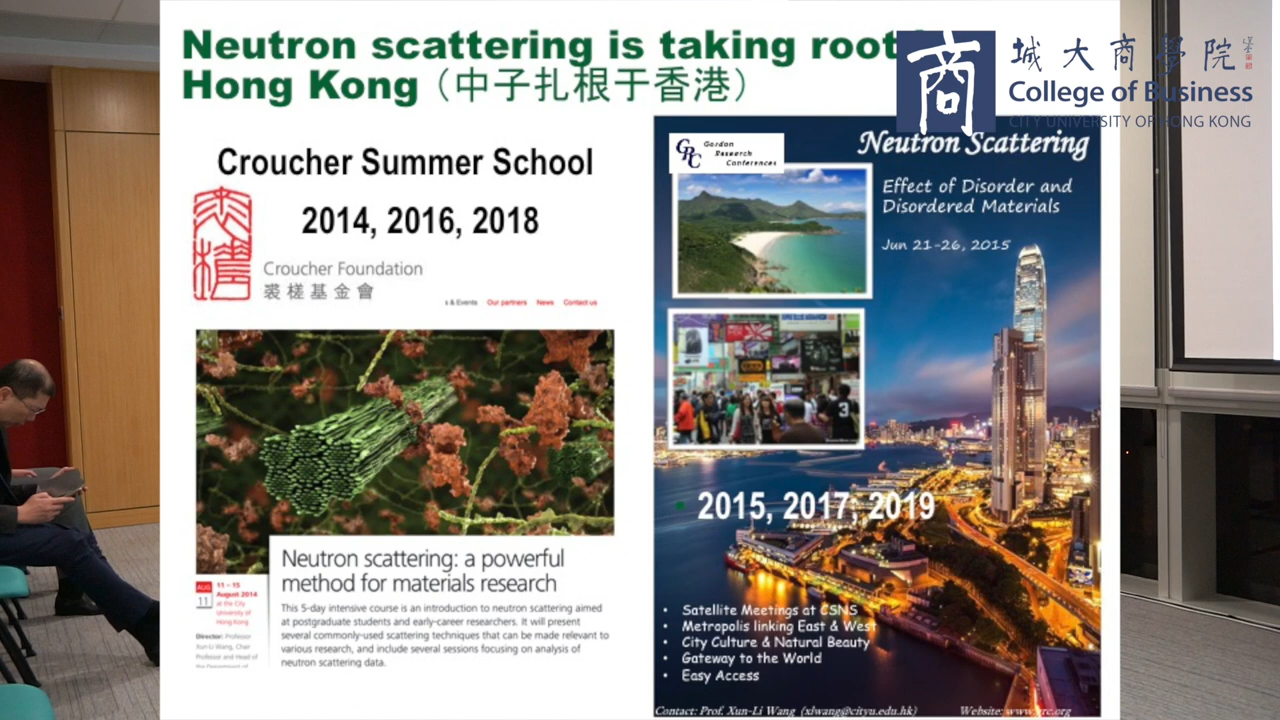 Neutron scattering is taking root
Hong Kong (中子扎根于香港)
商
城大商學院
College of Business
CITY UNIVERSITY OF HONG KONG
Croucher Summer School
2014, 2016, 2018
裘槎
Croucher Foundation
裘槎基金會
s & Events Our partners News Contact us
Neutron scattering: a powerful
method for materials research
AUG
11
11 – 15
August 2014
at the City
University of
Hong Kong
Director: Professor
Xun-Li Wang, Chair
Professor and Head of
the Department of
This 5-day intensive course is an introduction to neutron scattering aimed
at postgraduate students and early-career researchers. It will present
several commonly-used scattering techniques that can be made relevant to
various research, and include several sessions focusing on analysis of
neutron scattering data.
GRC
Gordon
Research
Conferences
Neutron Scattering
Effect of Disorder and
Disordered Materials
Jun 21-26, 2015
3
2015, 2017, 2019
• Satellite Meetings at CSNS
• Metropolis linking East & West
• City Culture & Natural Beauty
• Gateway to the World
• Easy Access
Contact: Prof. Xun-Li Wang (xlwang@cityu.edu.hk) Website: www.grc.org